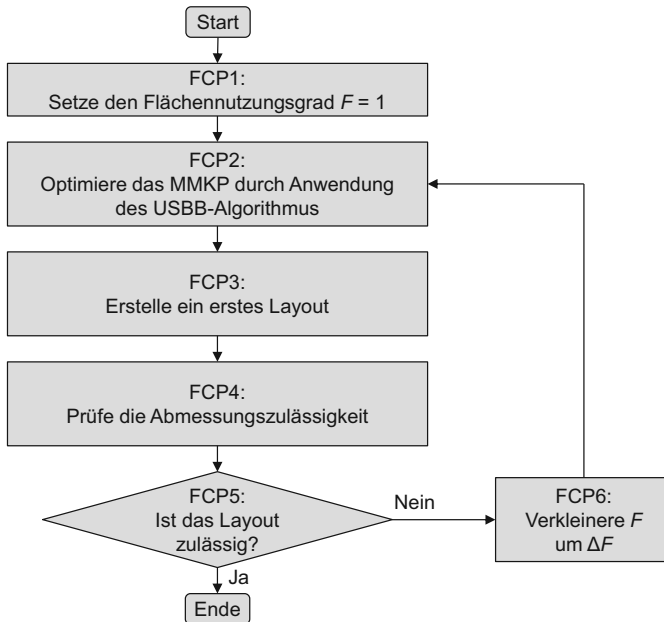 Start
FCP1:
Setze den Flächennutzungsgrad F = 1
FCP2:
Optimiere das MMKP durch Anwendung
des USBB-Algorithmus
FCP3:
Erstelle ein erstes Layout
FCP4:
Prüfe die Abmessungszulässigkeit
FCP5:
Ist das Layout
zulässig?
Nein
FCP6:
Verkleinere F
um ΔF
Ja
Ende